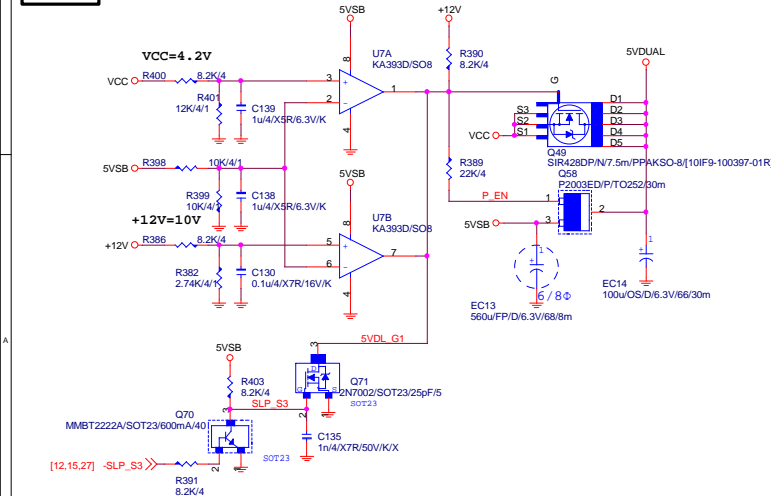 5VSB
+12V
VCC=4.2V
U7A
KA393D/SO8
R390
8.2K/4
5VDUAL
VCC
R400
8.2K/4
R401
12K/4/1
C139
1u/4/X5R/6.3V/K
8
3
2
+
-
1
4
G
S3
S2
S1
VCC
D1
D2
D3
D4
D5
Q49
SIR428DP/N/7.5m/PPAKSO-8/[10IF9-100397-01R
5VSB
R398
10K/4/1
R399
10K/4/1
C138
1u/4/X5R/6.3V/K
5VSB
R389
22K/4
Q58
P2003ED/P/TO252/30m
P_EN
1
2
3
5VSB
+12V=10V
+12V
R386
8.2K/4
R382
2.74K/4/1
C130
0.1u/4/X7R/16V/K
U7B
KA393D/SO8
8
5
6
+
-
7
4
1
+
6/8Φ
EC13
560u/FP/D/6.3V/68/8m
1
+
EC14
100u/OS/D/6.3V/66/30m
A
5VDL_G1
3
D
G
S
Q71
2N7002/SOT23/25pF/5
SOT23
2
1
5VSB
R403
8.2K/4
SLP_S3
Q70
MMBT2222A/SOT23/600mA/40
3
2
1
SOT23
C135
1n/4/X7R/50V/K/X
[12,15,27] -SLP_S3
R391
8.2K/4